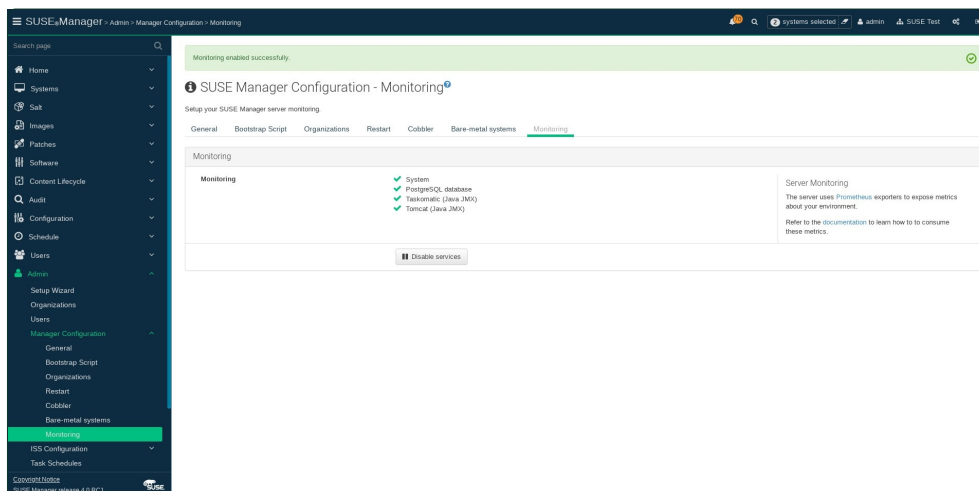 SUSE®Manager > Admin > Manager Configuration > Monitoring
2 systems selected admin SUSE Test
Search page
Home
Systems
Salt
Images
Patches
Software
Content Lifecycle
Audit
Configuration
Schedule
Users
Admin
Setup Wizard
Organizations
Users
Manager Configuration
General
Bootstrap Script
Organizations
Restart
Cobbler
Bare-metal systems
Monitoring
ISS Configuration
Task Schedules
Copyright Notice
SUSE Manager release 4.0 RC1
SUSE
Monitoring enabled successfully.
SUSE Manager Configuration - Monitoring
Setup your SUSE Manager server monitoring.
General Bootstrap Script Organizations Restart Cobbler Bare-metal systems Monitoring
Monitoring
Monitoring
System
PostgreSQL database
Taskomatic (Java JMX)
Tomcat (Java JMX)
Disable services
Server Monitoring
The server uses Prometheus exporters to expose metrics
about your environment.
Refer to the documentation to learn how to to consume
these metrics.